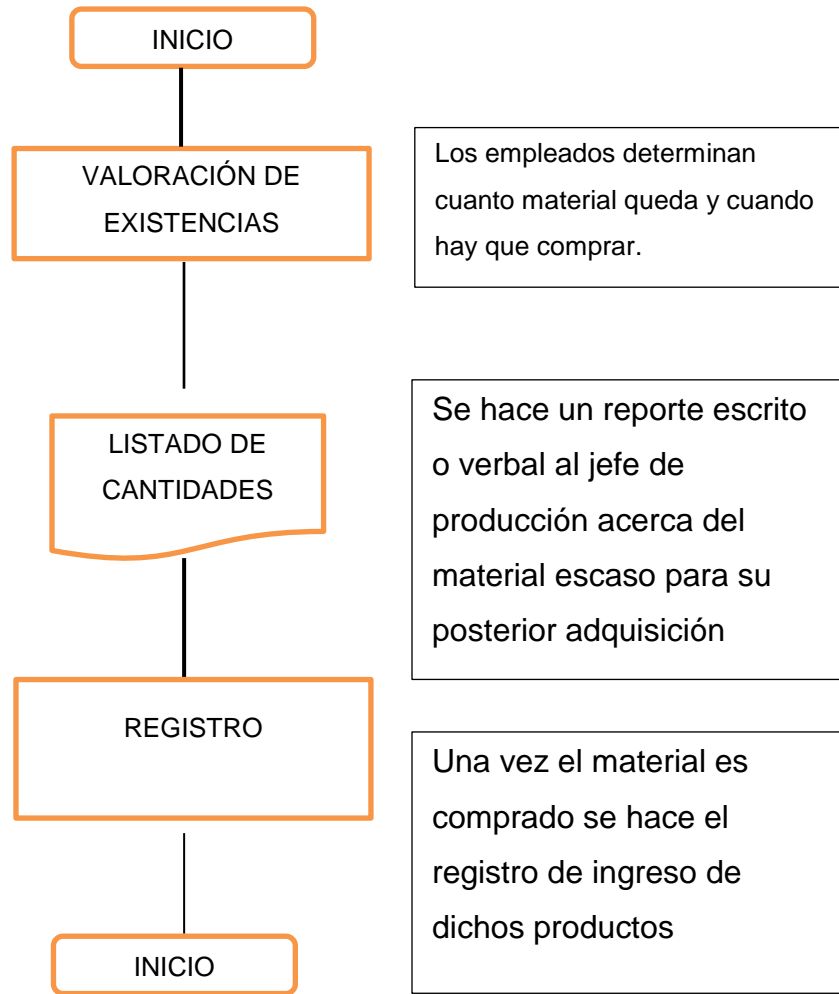 INICIO
VALORACIÓN DE
EXISTENCIAS
Los empleados determinan
cuanto material queda y cuando
hay que comprar.
LISTADO DE
CANTIDADES
Se hace un reporte escrito
o verbal al jefe de
producción acerca del
material escaso para su
posterior adquisición
REGISTRO
Una vez el material es
comprado se hace el
registro de ingreso de
dichos productos
INICIO